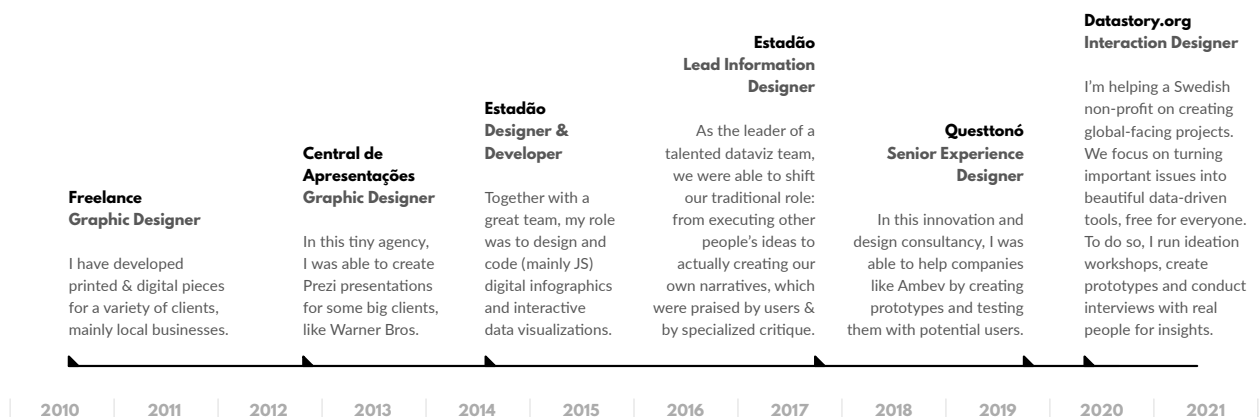 Freelance
Graphic Designer
I have developed
printed & digital pieces
for a variety of clients,
mainly local businesses.
Central de
Apresentações
Graphic Designer
In this tiny agency,
I was able to create
Prezi presentations
for some big clients,
like Warner Bros.
Estadão
Designer &
Developer
Together with a
great team, my role
was to design and
code (mainly JS)
digital infographics
and interactive
data visualizations.
Estadão
Lead Information
Designer
As the leader of a
talented dataviz team,
we were able to shift
our traditional role:
from executing other
people's ideas to
actually creating our
own narratives, which
were praised by users &
by specialized critique.
Questtonó
Senior Experience
Designer
In this innovation and
design consultancy, I was
able to help companies
like Ambev by creating
prototypes and testing
them with potential users.
Datastory.org
Interaction Designer
I'm helping a Swedish
non-profit on creating
global-facing projects.
We focus on turning
important issues into
beautiful data-driven
tools, free for everyone.
To do so, I run ideation
workshops, create
prototypes and conduct
interviews with real
people for insights.
2010 2011 2012 2013 2014 2015 2016 2017 2018 2019 2020 2021